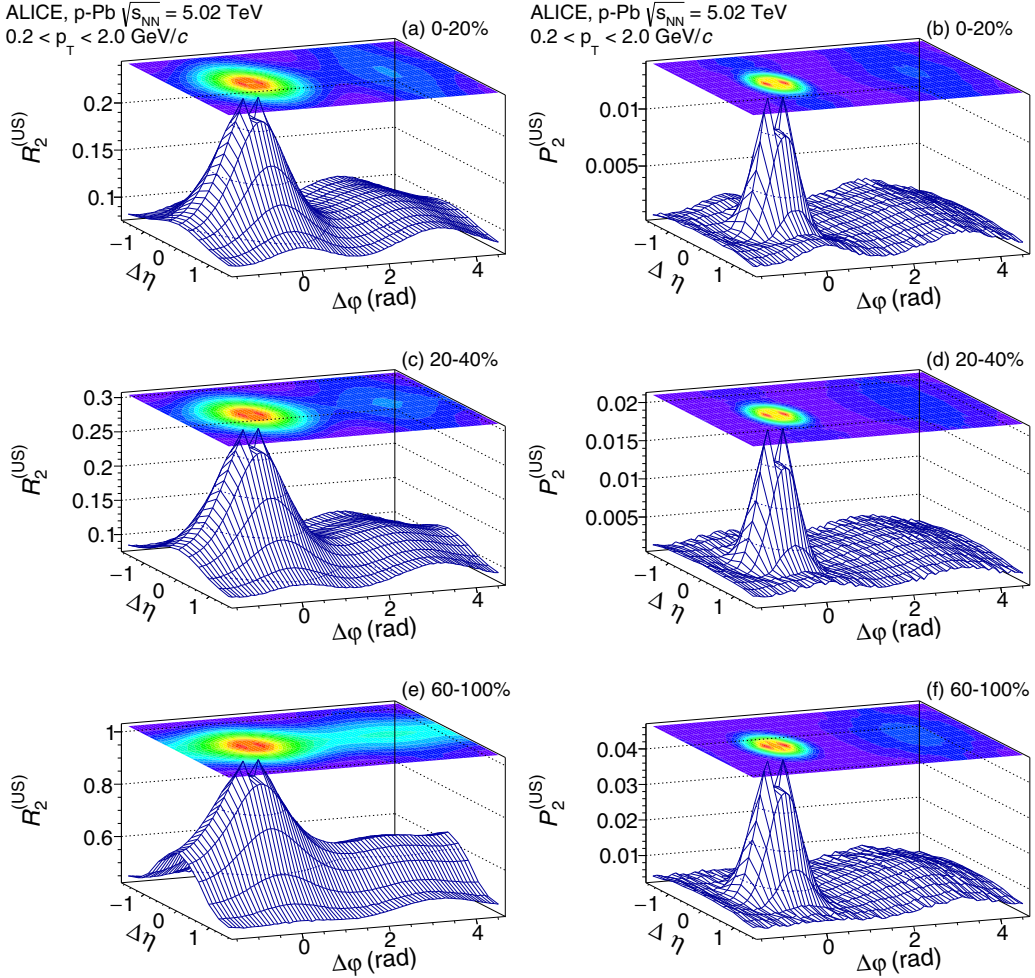 ALICE, p-Pb √s_NN = 5.02 TeV
0.2 < p_T < 2.0 GeV/c
(a) 0-20%
R_2^(US)
0.2
0.15
0.1
−1
0
1
Δη
0
2
4
Δφ (rad)
ALICE, p-Pb √s_NN = 5.02 TeV
0.2 < p_T < 2.0 GeV/c
(b) 0-20%
P_2^(US)
0.01
0.005
−1
0
1
Δη
0
2
4
Δφ (rad)
(c) 20-40%
R_2^(US)
0.3
0.25
0.2
0.15
0.1
−1
0
1
Δη
0
2
4
Δφ (rad)
(d) 20-40%
P_2^(US)
0.02
0.015
0.01
0.005
−1
0
1
Δη
0
2
4
Δφ (rad)
(e) 60-100%
R_2^(US)
1
0.8
0.6
−1
0
1
Δη
0
2
4
Δφ (rad)
(f) 60-100%
P_2^(US)
0.04
0.03
0.02
0.01
−1
0
1
Δη
0
2
4
Δφ (rad)